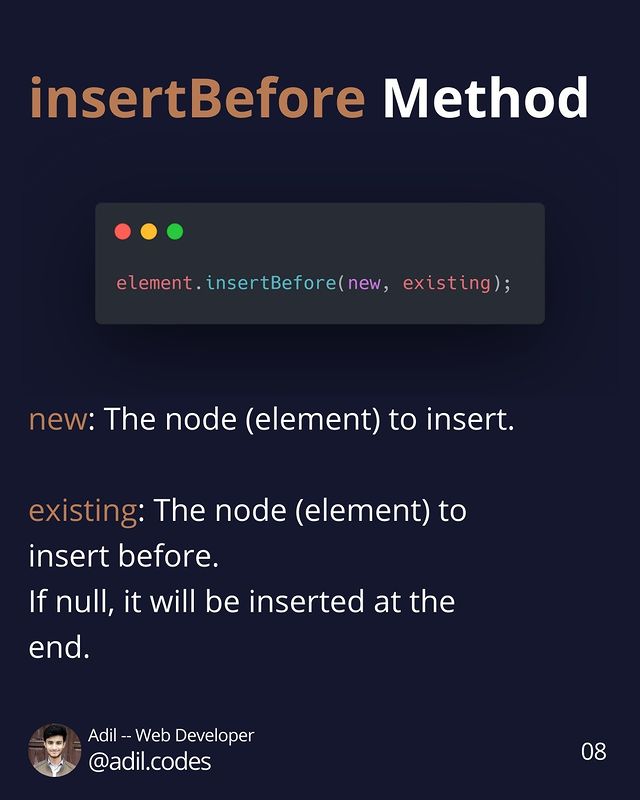 insertBefore Method
element.insertBefore(new, existing);
new: The node (element) to insert.
existing: The node (element) to
insert before.
If null, it will be inserted at the
end.
Adil -- Web Developer
@adil.codes
08